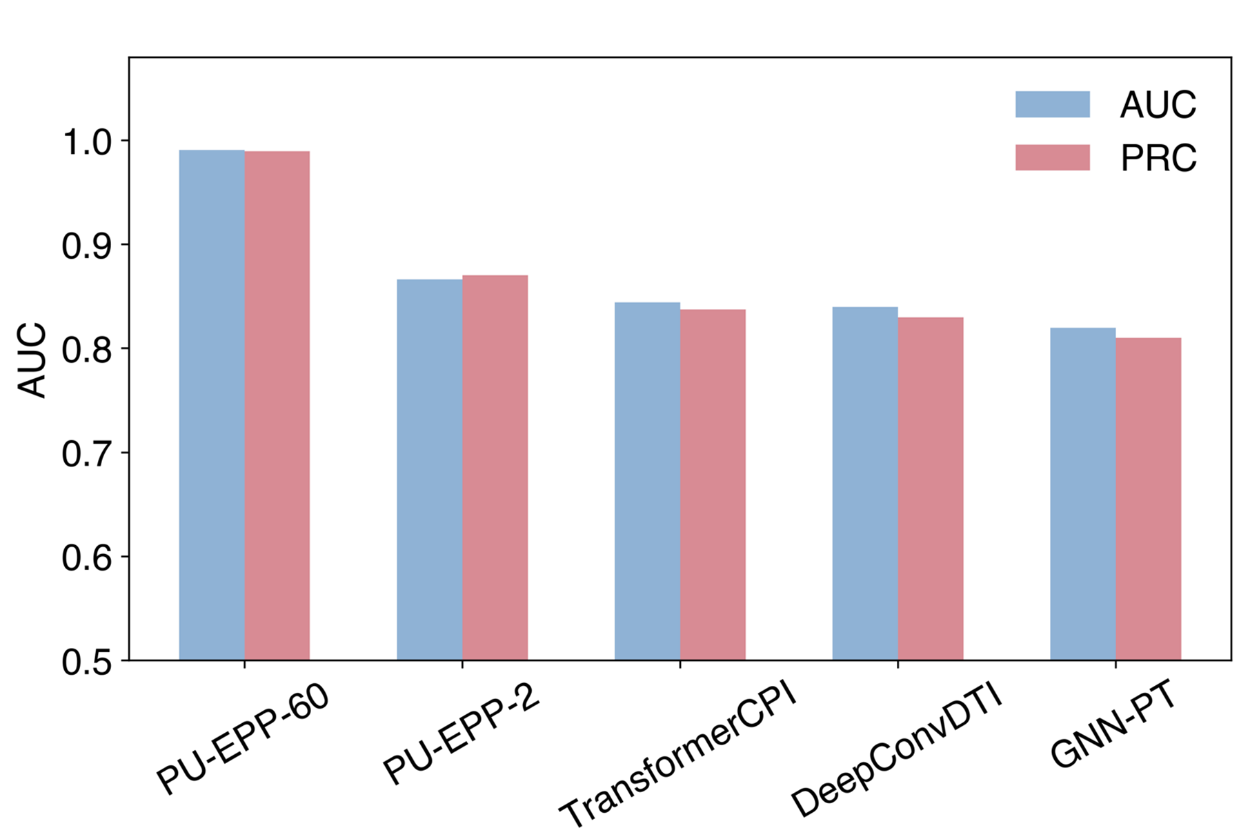 AUC
PRC
1.0
0.9
0.8
0.7
0.6
0.5
AUC
PU-EPP-60
PU-EPP-2
TransformerCPI
DeepConvDTI
GNN-PT